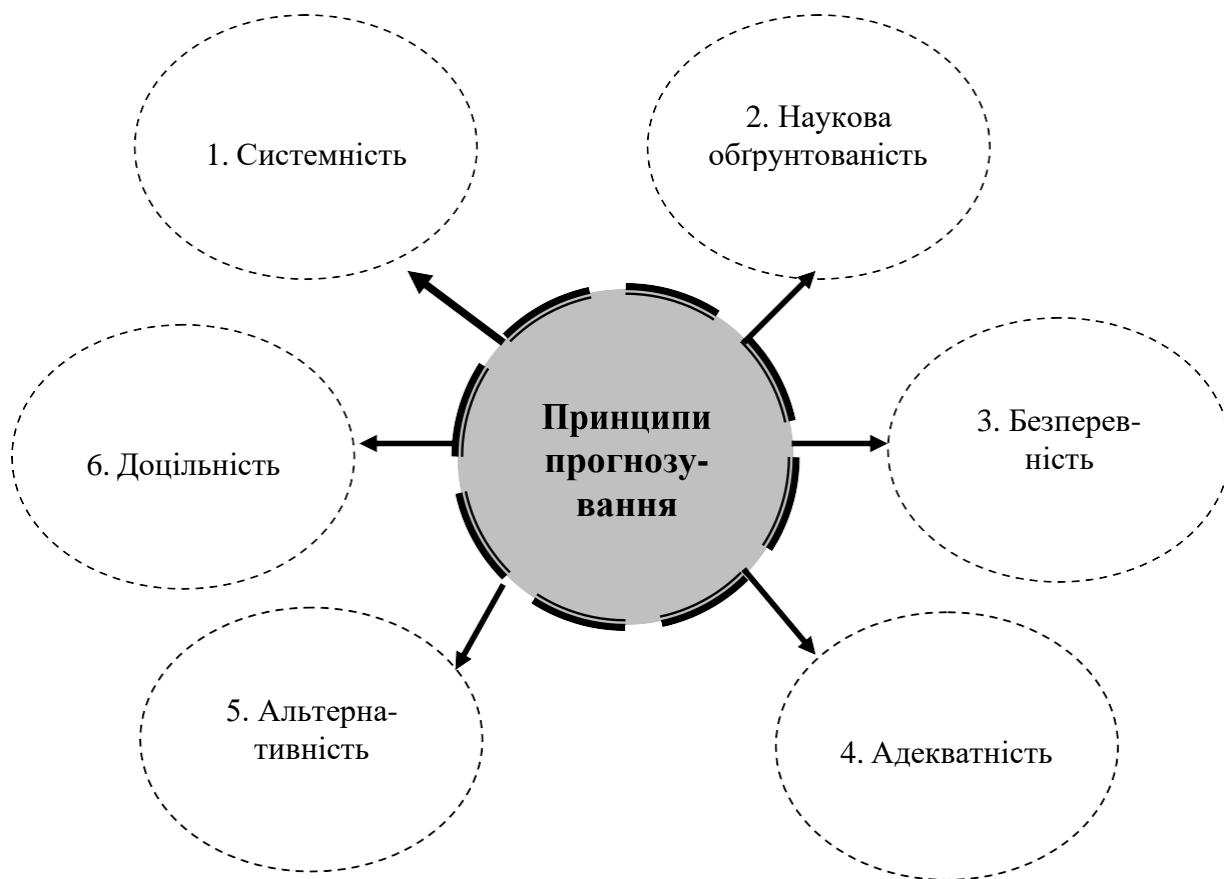 1. Системність
2. Наукова
обґрунтованість
Принципи
прогнозу-
вання
3. Безперев-
ність
6. Доцільність
5. Альтерна-
тивність
4. Адекватність